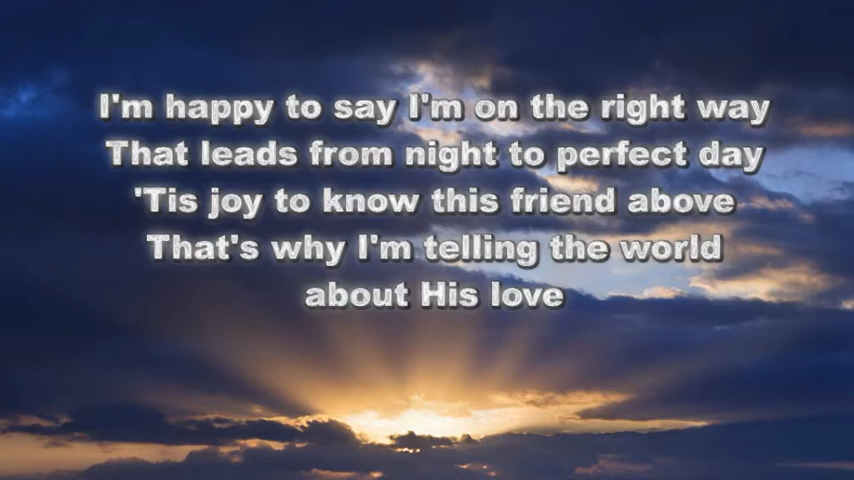 I'm happy to say I'm on the right way
That leads from night to perfect day
'Tis joy to know this friend above
That's why I'm telling the world
about His love